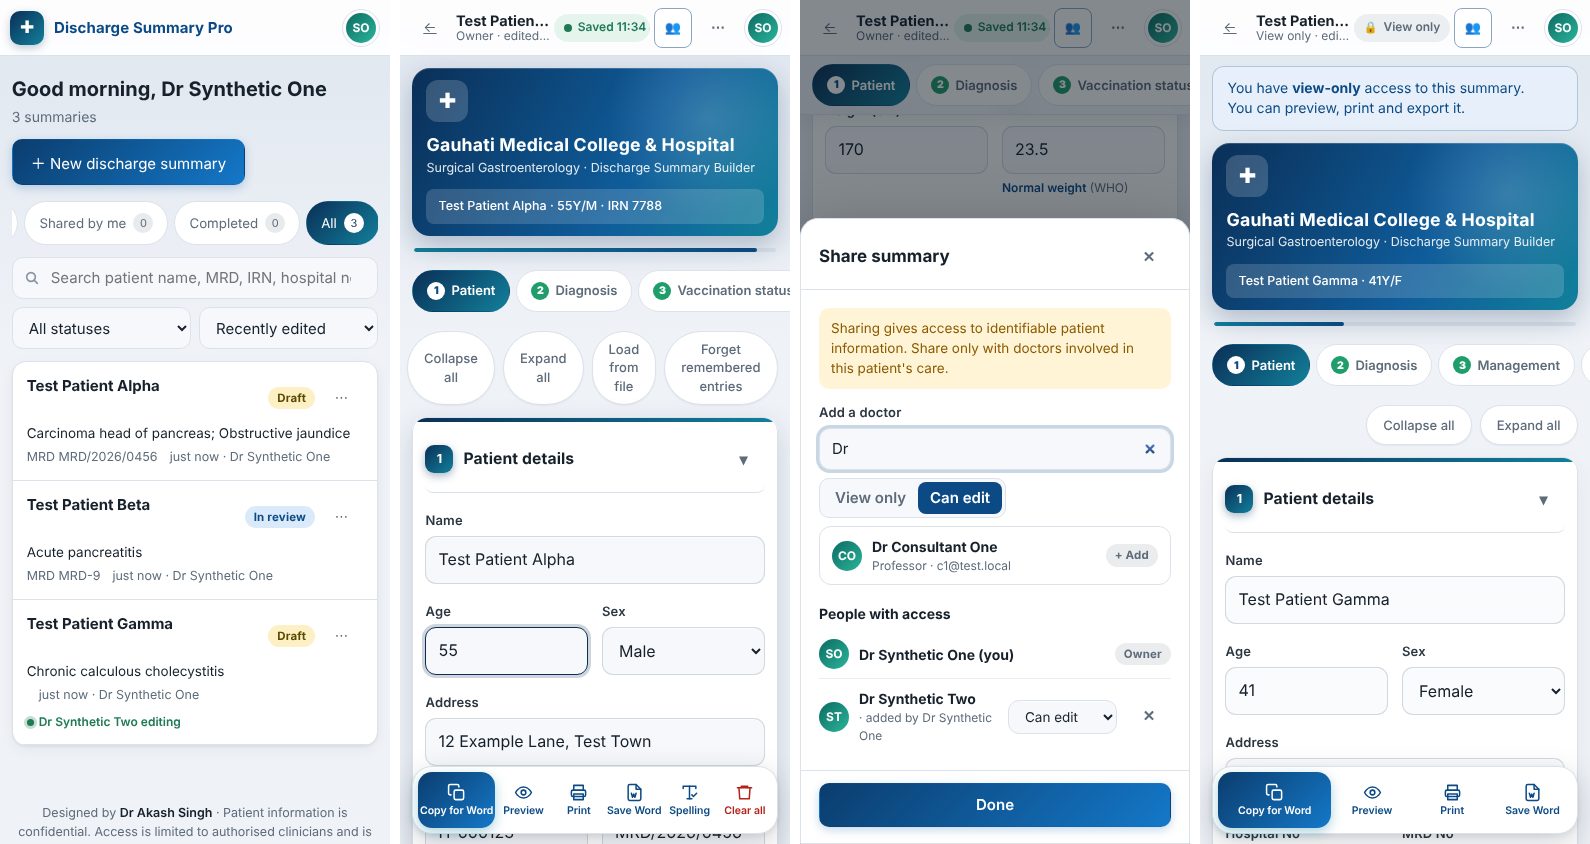 Discharge Summary Pro
SO
Good morning, Dr Synthetic One
3 summaries
+ New discharge summary
Shared by me 0
Completed 0
All 3
Search patient name, MRD, IRN, hospital n
All statuses
Recently edited
Test Patient Alpha
Draft
Carcinoma head of pancreas; Obstructive jaundice
MRD MRD/2026/0456 just now · Dr Synthetic One
Test Patient Beta
In review
Acute pancreatitis
MRD MRD-9 just now · Dr Synthetic One
Test Patient Gamma
Draft
Chronic calculous cholecystitis
just now · Dr Synthetic One
Dr Synthetic Two editing
Designed by Dr Akash Singh · Patient information is
confidential. Access is limited to authorised clinicians and is
Test Patien...
Owner · edited...
Saved 11:34
SO
Gauhati Medical College & Hospital
Surgical Gastroenterology · Discharge Summary Builder
Test Patient Alpha · 55Y/M · IRN 7788
1 Patient
2 Diagnosis
3 Vaccination status
Collapse all
Expand all
Load from file
Forget remembered entries
1 Patient details
Name
Test Patient Alpha
Age
Sex
55
Male
Address
12 Example Lane, Test Town
Copy for Word
Preview
Print
Save Word
Spelling
Clear all
Test Patien...
Owner · edited...
Saved 11:34
SO
1 Patient
2 Diagnosis
3 Vaccination status
170
23.5
Normal weight (WHO)
Share summary
Sharing gives access to identifiable patient
information. Share only with doctors involved in
this patient's care.
Add a doctor
Dr
View only
Can edit
CO
Dr Consultant One
Professor · c1@test.local
+ Add
People with access
SO
Dr Synthetic One (you)
Owner
ST
Dr Synthetic Two
· added by Dr Synthetic
One
Can edit
Done
Test Patien...
View only · edi...
View only
SO
You have view-only access to this summary.
You can preview, print and export it.
Gauhati Medical College & Hospital
Surgical Gastroenterology · Discharge Summary Builder
Test Patient Gamma · 41Y/F
1 Patient
2 Diagnosis
3 Management
Collapse all
Expand all
1 Patient details
Name
Test Patient Gamma
Age
Sex
41
Female
Address
Copy for Word
Preview
Print
Save Word
Hospital No
MRD No